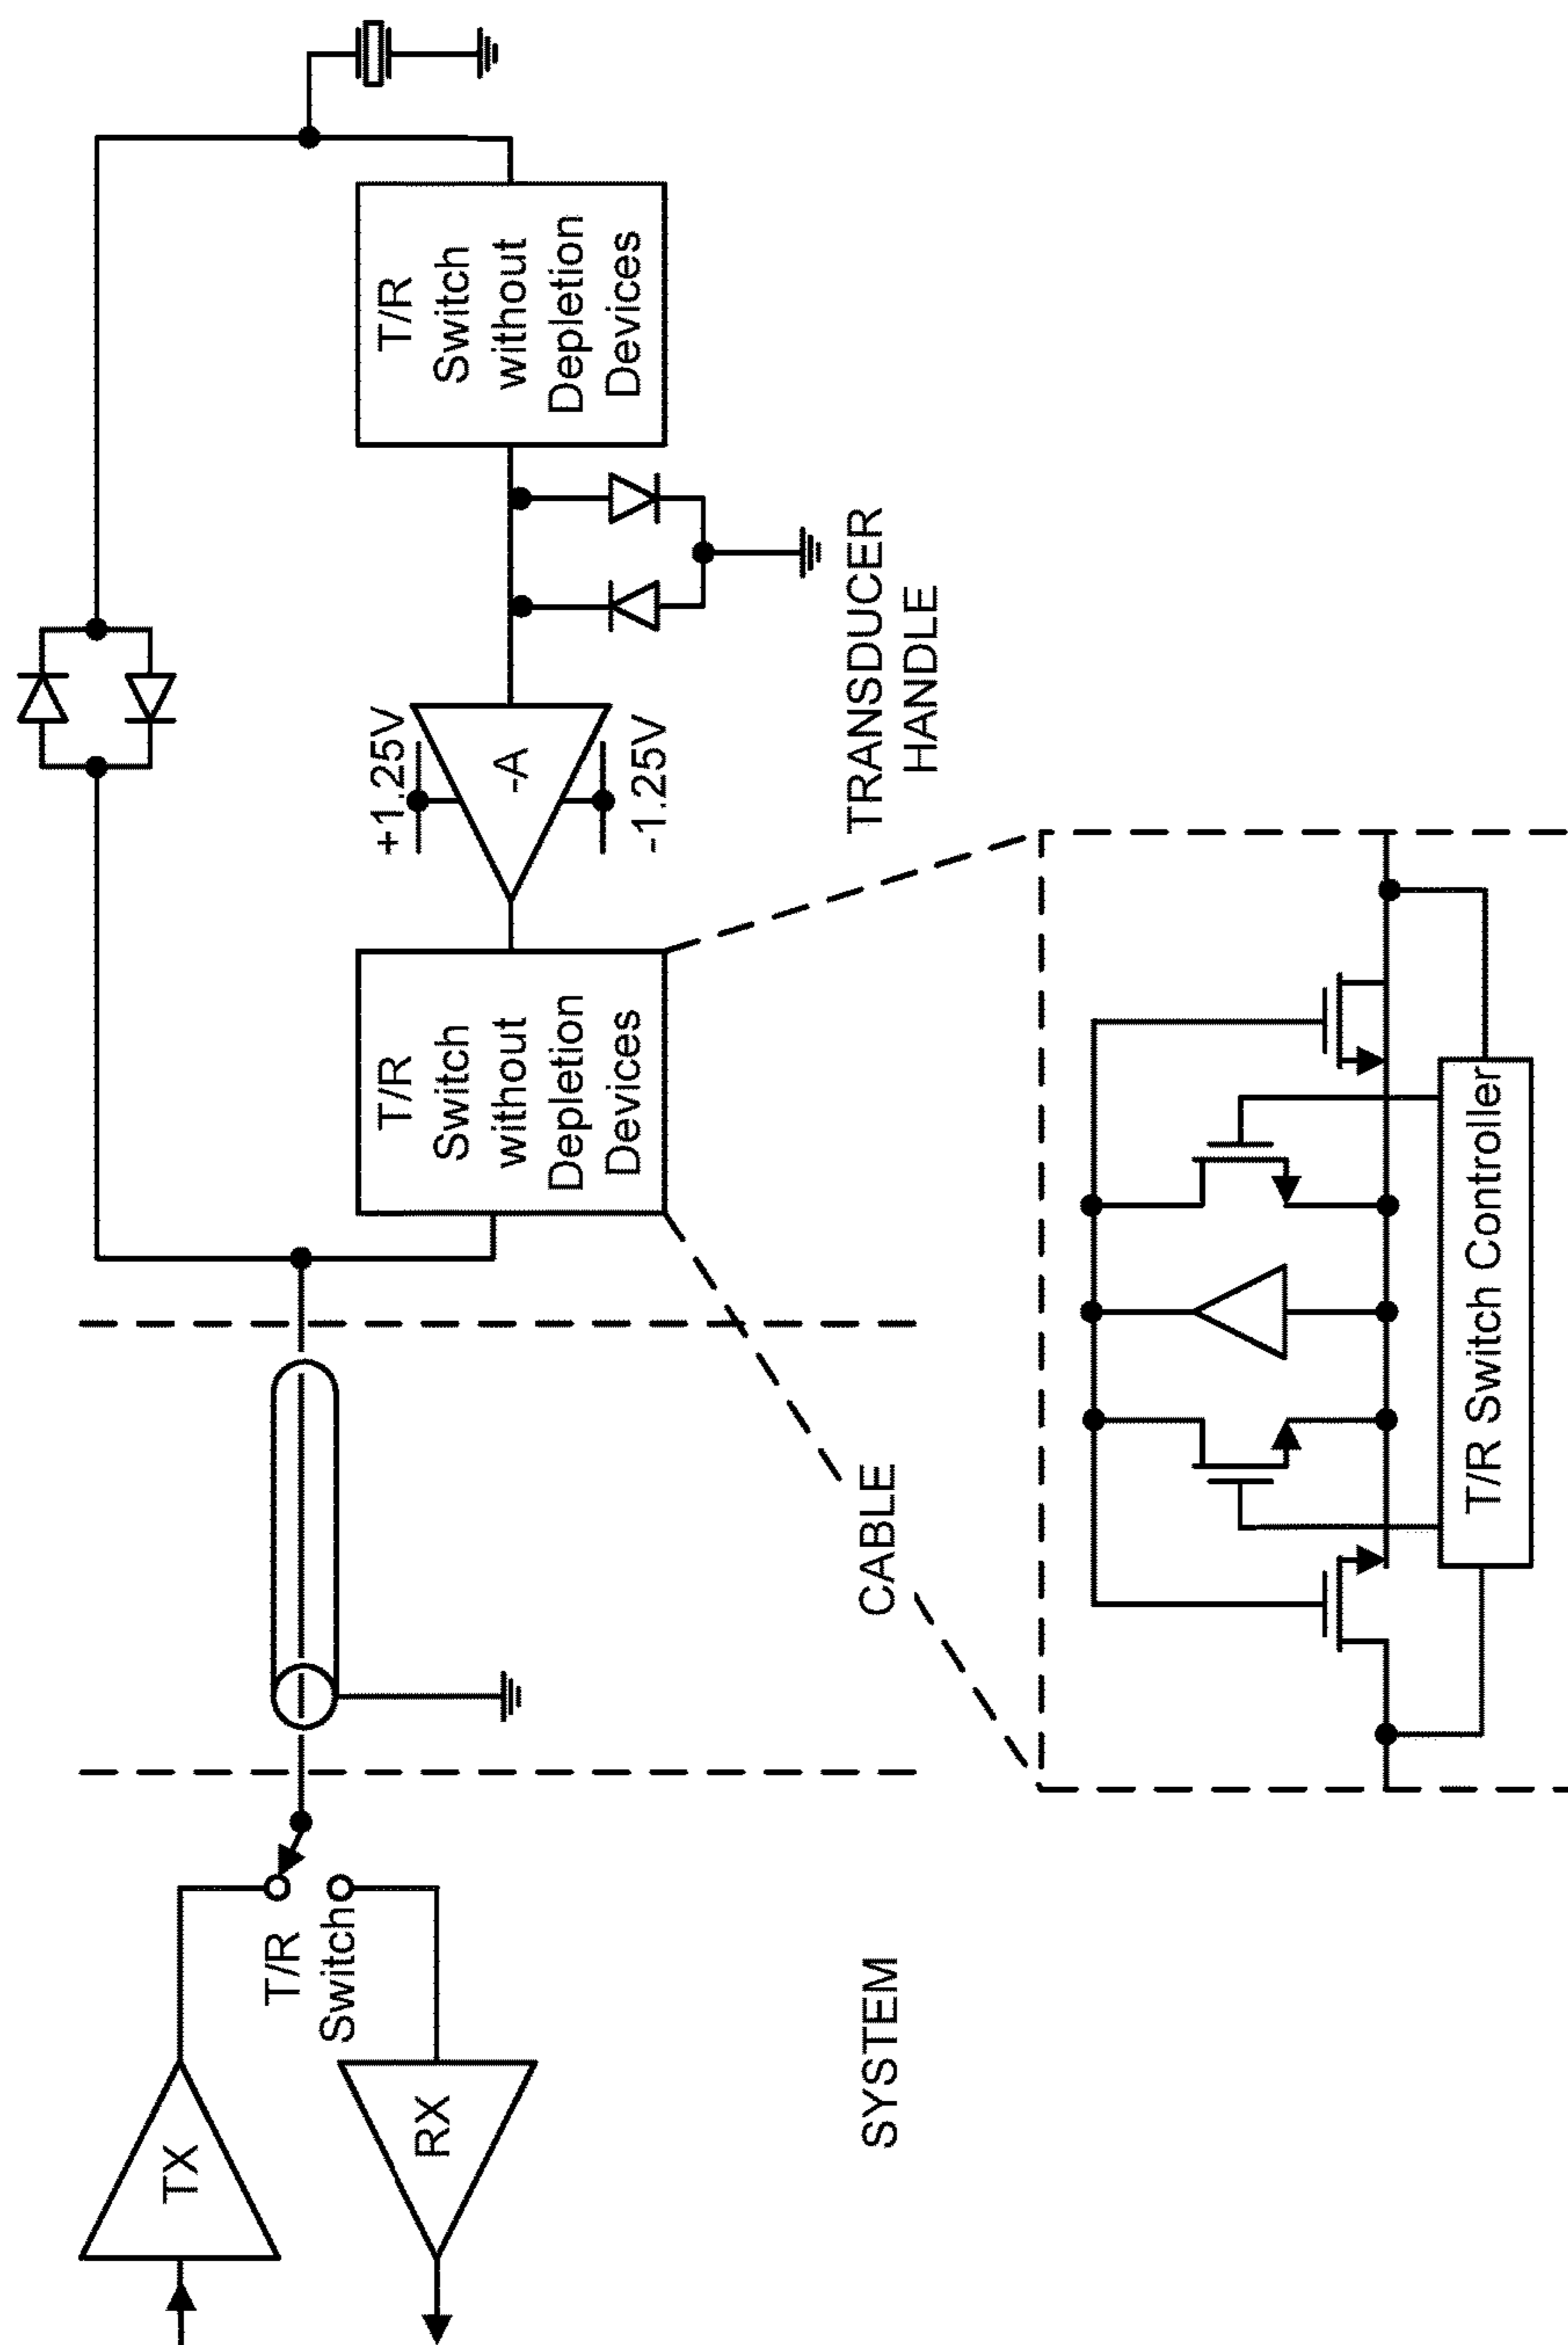 TX
RX
T/R
Switch
SYSTEM
CABLE
T/R
Switch
without
Depletion
Devices
+1.25V
-A
-1.25V
T/R
Switch
without
Depletion
Devices
TRANSDUCER
HANDLE
T/R Switch Controller